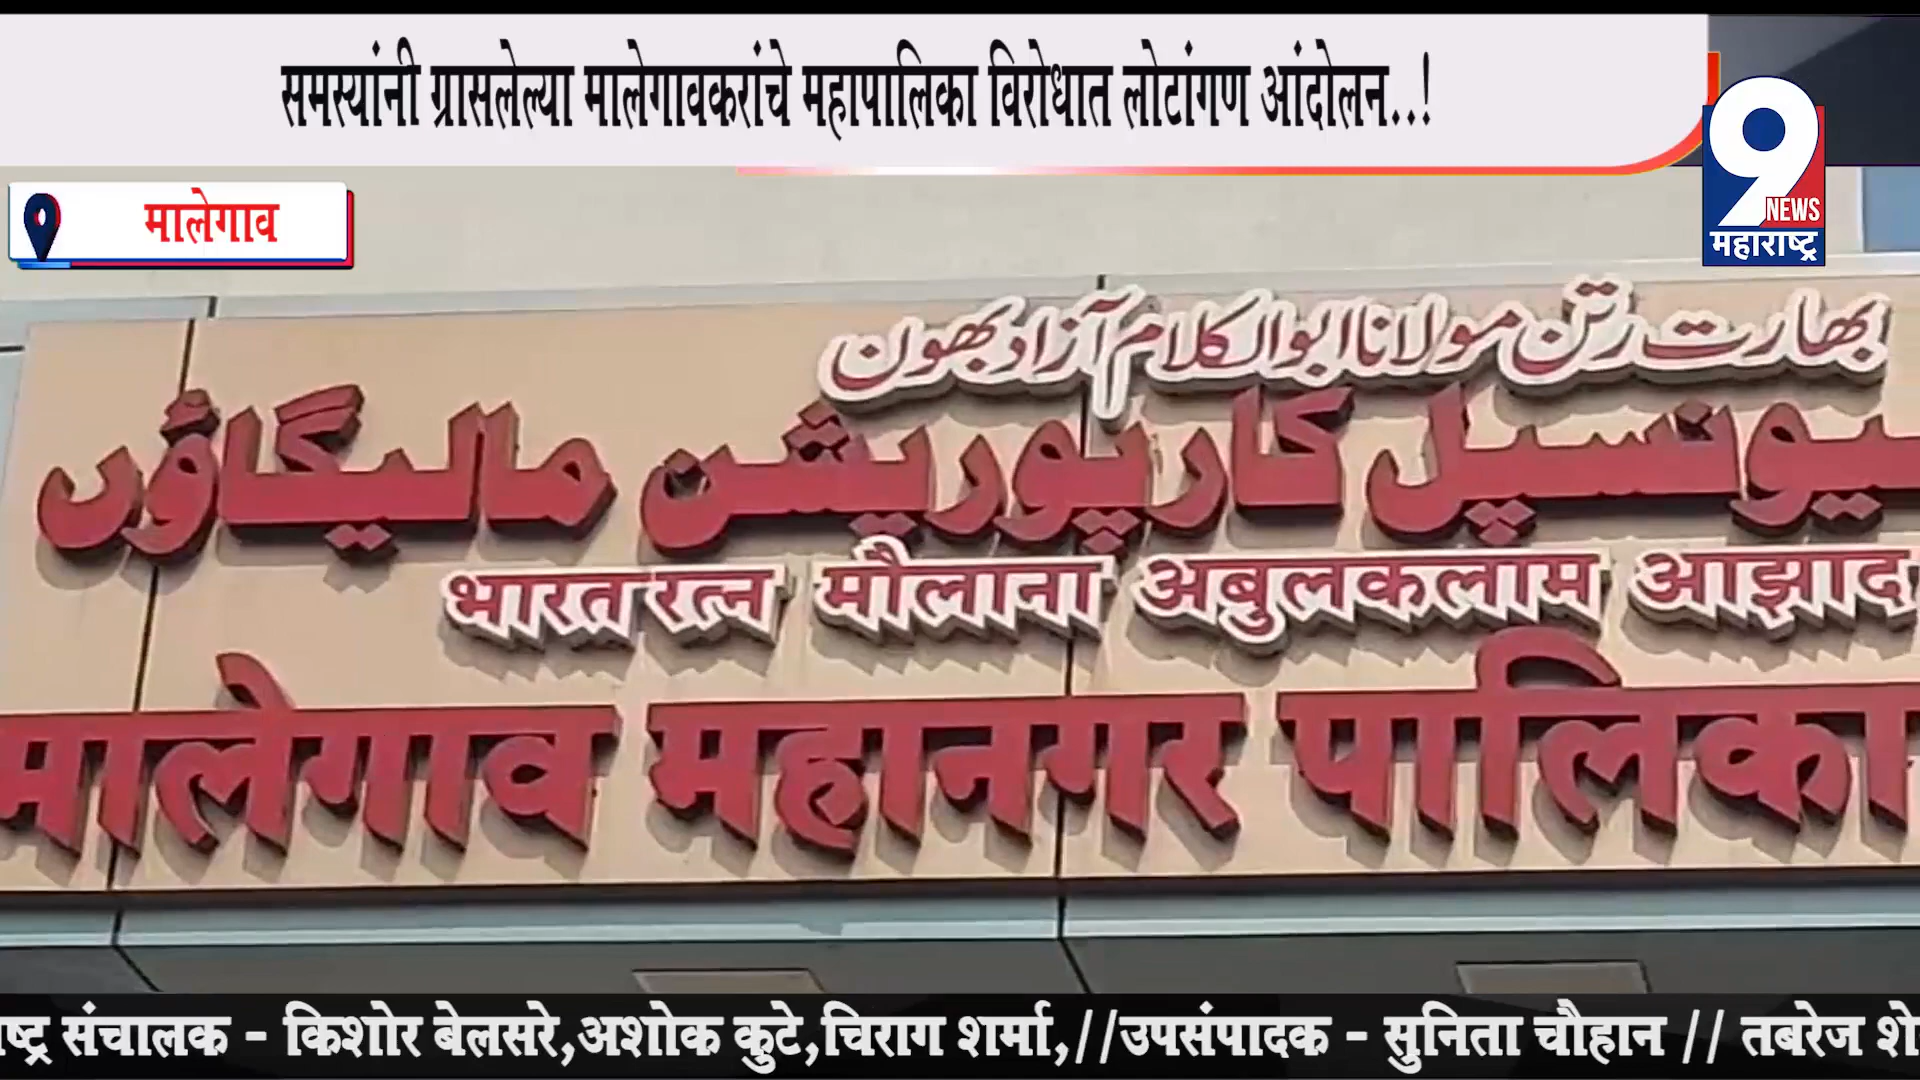 समस्यांनी ग्रासलेल्या मालेगावकरांचे महापालिका विरोधात लोटांगण आंदोलन..!
मालेगाव
9
NEWS
महाराष्ट्र
بھارت رتن مولانا ابوالکلام آزاد بھون
کارپوریشن مالیگاؤں
भारतरत्न मौलाना अबुलकलाम आझाद
मालेगाव महानगर पालिका
संचालक - किशोर बेलसरे,अशोक कुटे,चिराग शर्मा,//उपसंपादक - सुनिता चौहान // तबरेज